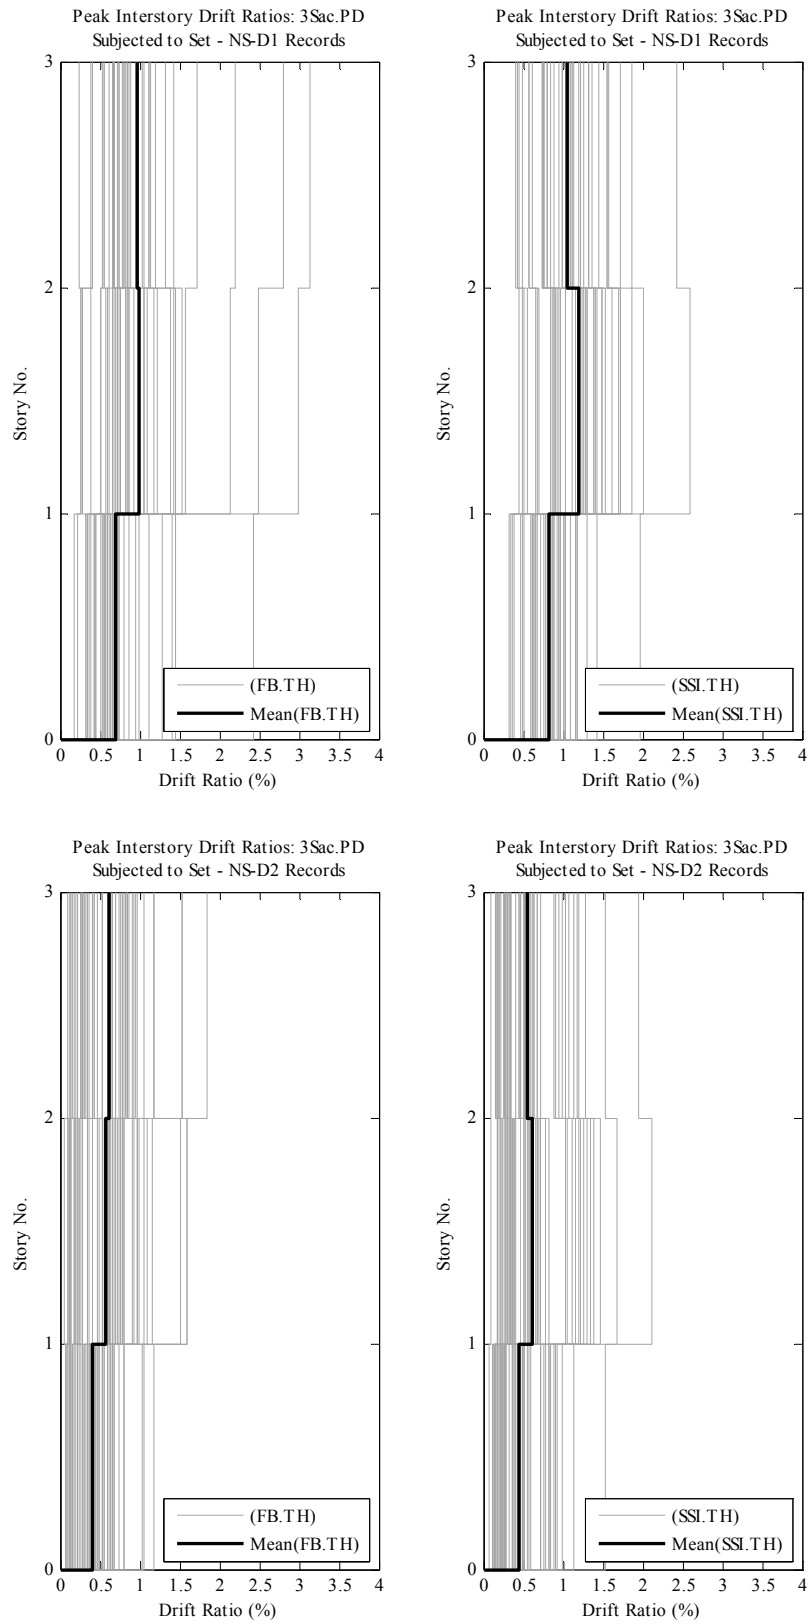 Peak Interstory Drift Ratios: 3Sac.PD
Subjected to Set - NS-D1 Records
3
2
1
0
Story No.
0 0.5 1 1.5 2 2.5 3 3.5 4
Drift Ratio (%)
(FB.TH)
Mean(FB.TH)
Peak Interstory Drift Ratios: 3Sac.PD
Subjected to Set - NS-D1 Records
3
2
1
0
Story No.
0 0.5 1 1.5 2 2.5 3 3.5 4
Drift Ratio (%)
(SSI.TH)
Mean(SSI.TH)
Peak Interstory Drift Ratios: 3Sac.PD
Subjected to Set - NS-D2 Records
3
2
1
0
Story No.
0 0.5 1 1.5 2 2.5 3 3.5 4
Drift Ratio (%)
(FB.TH)
Mean(FB.TH)
Peak Interstory Drift Ratios: 3Sac.PD
Subjected to Set - NS-D2 Records
3
2
1
0
Story No.
0 0.5 1 1.5 2 2.5 3 3.5 4
Drift Ratio (%)
(SSI.TH)
Mean(SSI.TH)